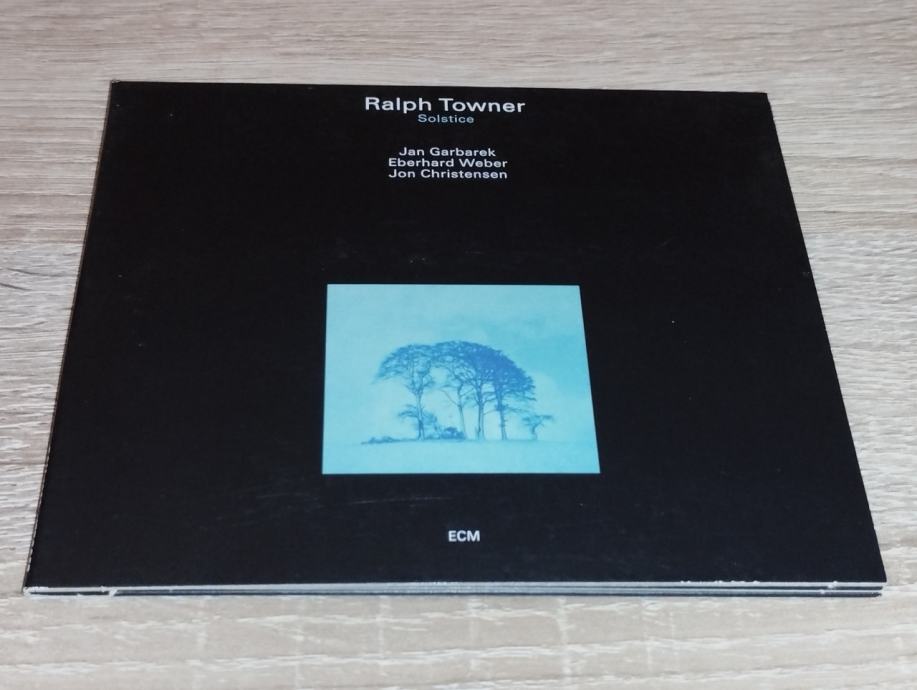 Ralph Towner
Solstice
Jan Garbarek
Eberhard Weber
Jon Christensen
ECM